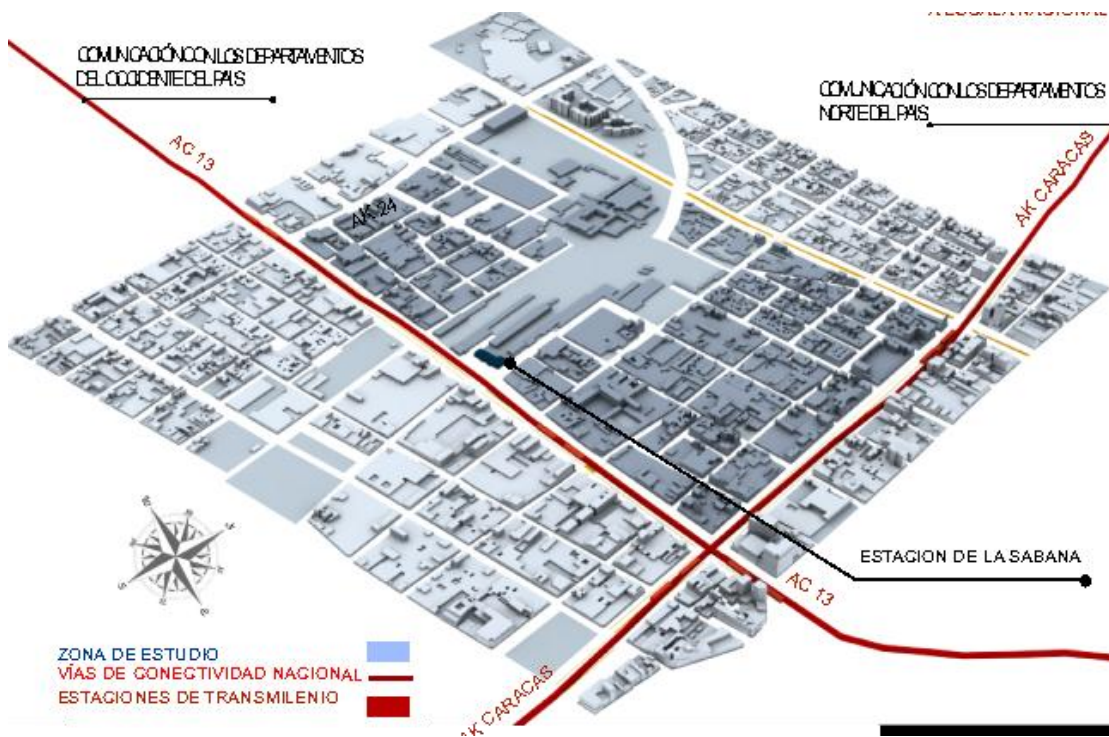 A ESCALA NACIONAL
COMUNICACIÓN CON LOS DEPARTAMENTOS
DEL OCCIDENTE DEL PAIS
COMUNICACIÓN CON LOS DEPARTAMENTOS
NORTE DEL PAIS
AC 13
AK CARACAS
AK 24
ESTACION DE LA SABANA
AC 13
ZONA DE ESTUDIO
VÍAS DE CONECTIVIDAD NACIONAL
ESTACIONES DE TRANSMILENIO
AK CARACAS